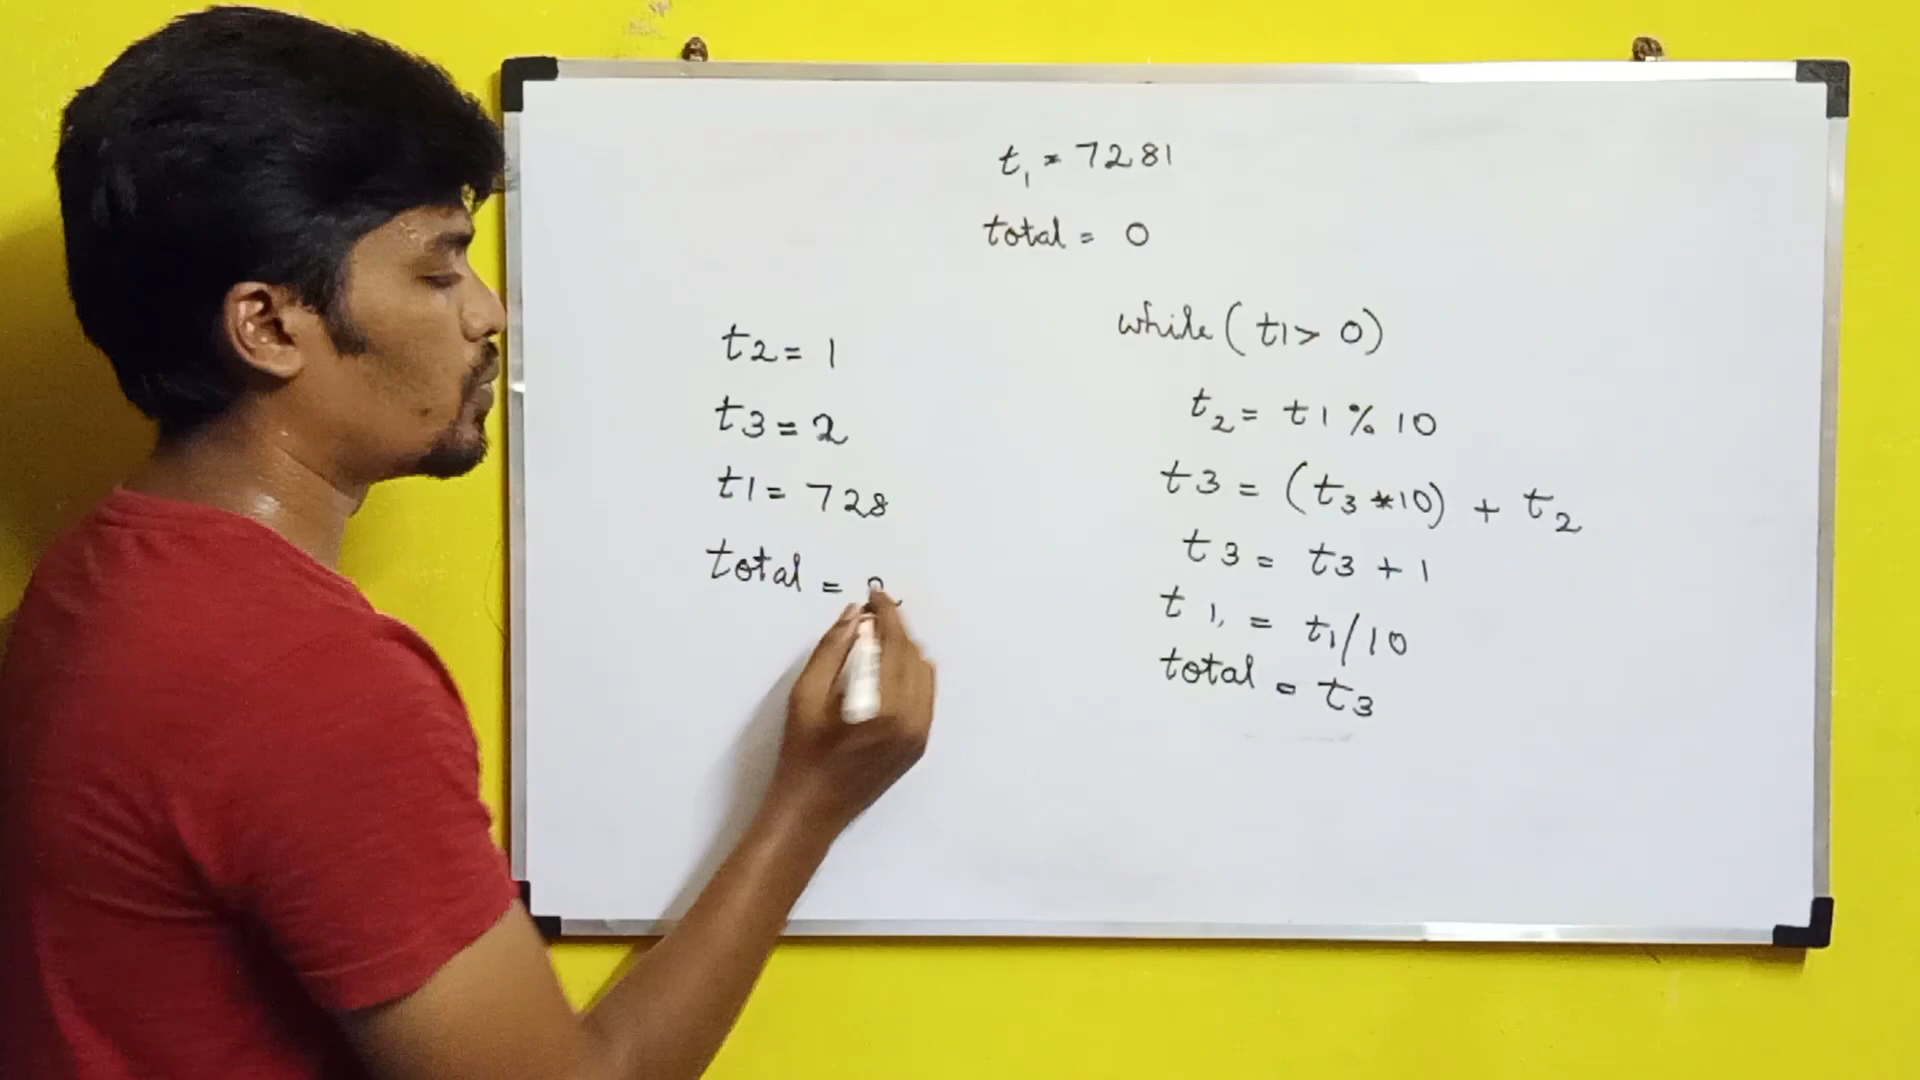 t1 = 7281
total = 0
t2 = 1
t3 = 2
t1 = 728
total = 2
while ( t1 > 0 )
t2 = t1 % 10
t3 = ( t3 * 10 ) + t2
t3 = t3 + 1
t1 = t1 / 10
total = t3